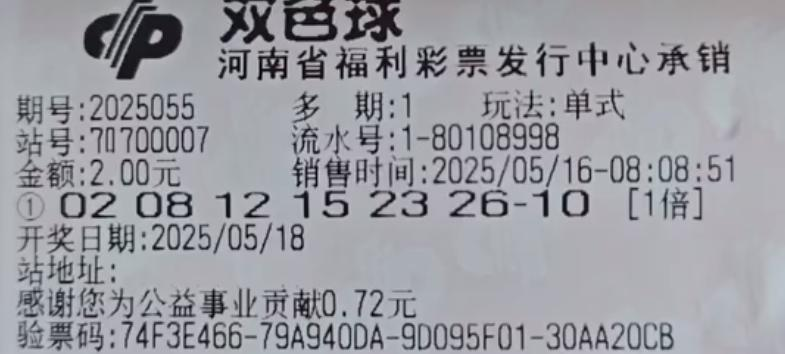 双色球
河南省福利彩票发行中心承销
期号:2025055 多 期:1 玩法:单式
站号:70700007 流水号:1-80108998
金额:2.00元 销售时间:2025/05/16-08:08:51
① 02 08 12 15 23 26-10 [1倍]
开奖日期:2025/05/18
站地址:
感谢您为公益事业贡献0.72元
验票码:74F3E466-79A940DA-9D095F01-30AA20CB